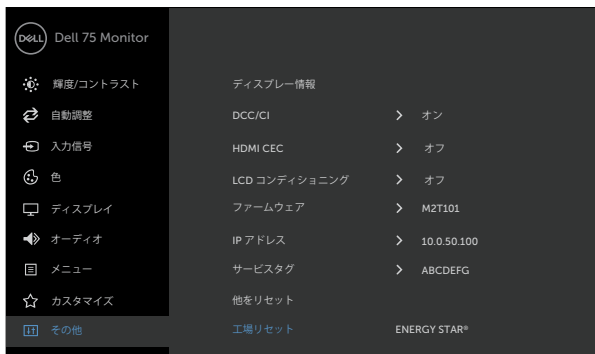 DELL Dell 75 Monitor
輝度/コントラスト ディスプレー情報
自動調整 DCC/CI オン
入力信号 HDMI CEC オフ
色 LCD コンディショニング オフ
ディスプレイ ファームウェア M2T101
オーディオ IP アドレス 10.0.50.100
メニュー サービスタグ ABCDEFG
カスタマイズ 他をリセット
その他 工場リセット ENERGY STAR®